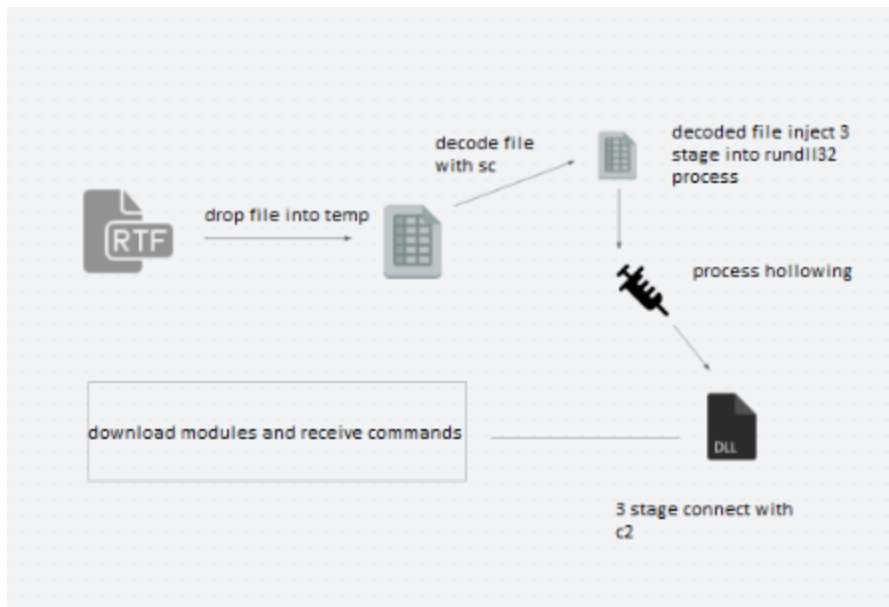 RTF
drop file into temp
decode file
with sc
decoded file inject 3
stage into rundll32
process
process hollowing
DLL
3 stage connect with
c2
download modules and receive commands